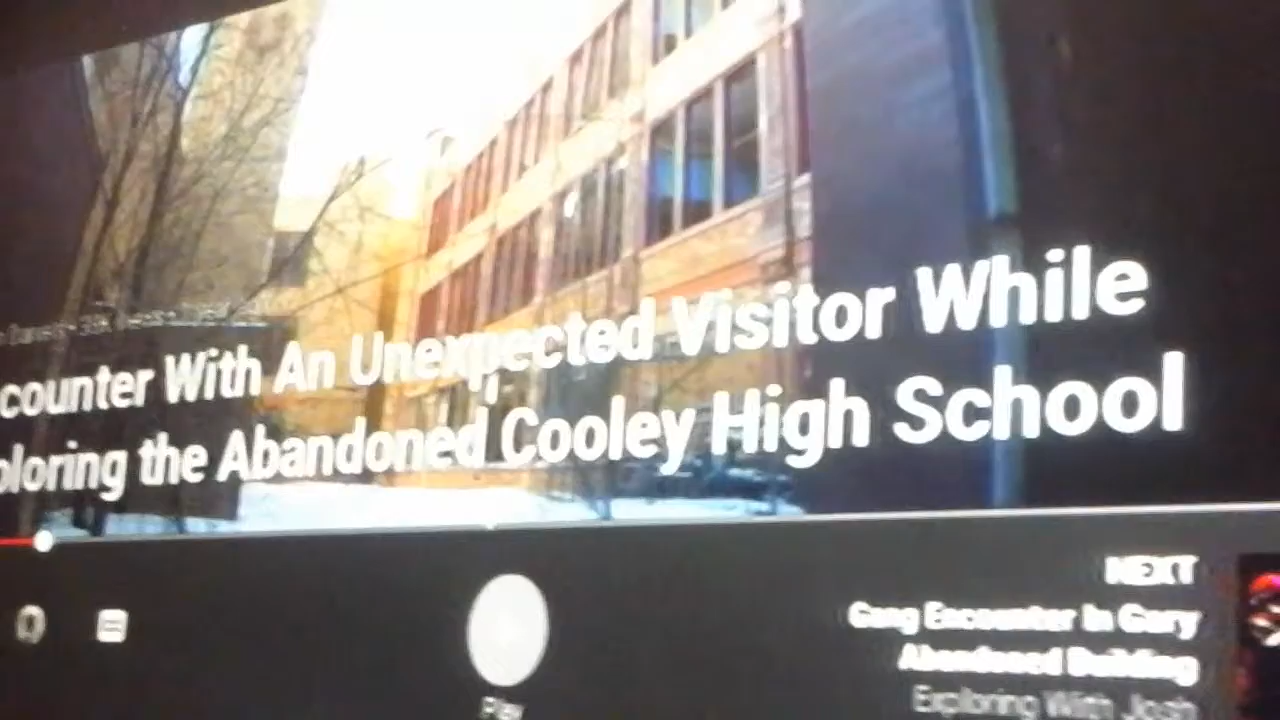 counter With An Unexpected Visitor While
ploring the Abandoned Cooley High School
NEXT
Gang Encounter In Gary
Abandoned Building
Exploring With Josh
Play